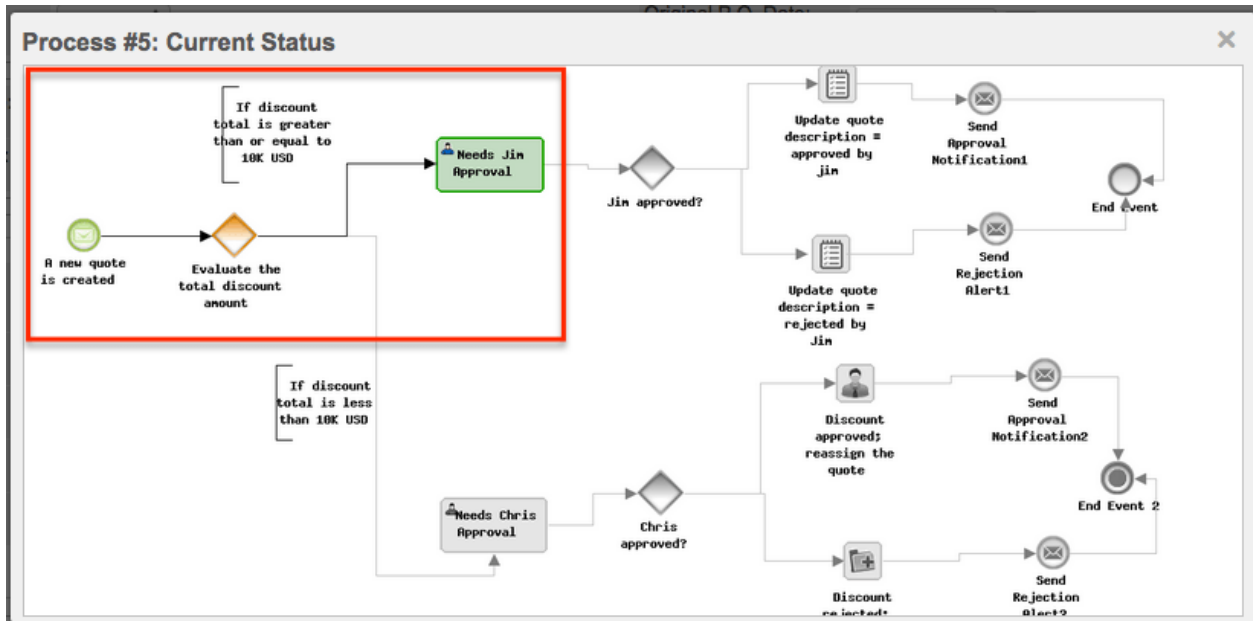 Original P.O. Date:
Process #5: Current Status
If discount
total is greater
than or equal to
10K USD
Needs Jim
Approval
A new quote
is created
Evaluate the
total discount
amount
Jim approved?
Update quote
description =
approved by
jim
Send
Approval
Notification1
End Event
Update quote
description =
rejected by
Jim
Send
Rejection
Alert1
If discount
total is less
than 10K USD
Needs Chris
Approval
Chris
approved?
Discount
approved;
reassign the
quote
Send
Approval
Notification2
End Event 2
Discount
rejected;
Send
Rejection
Alert2